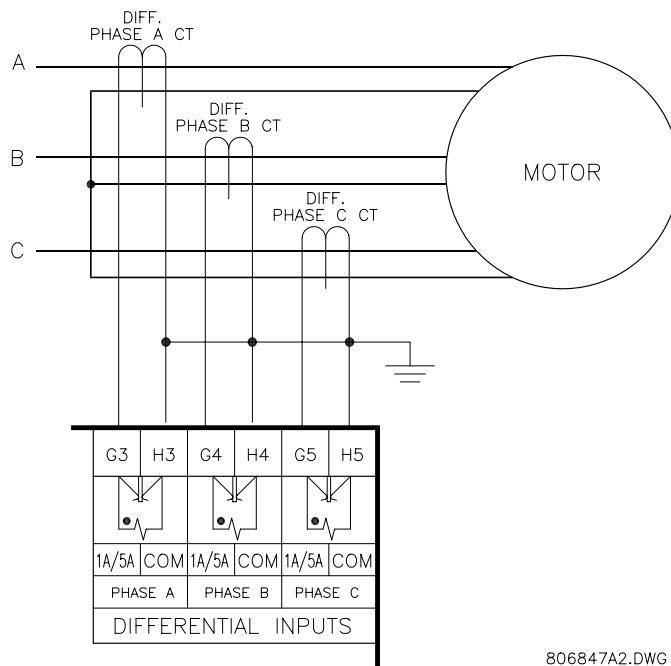 DIFF.
PHASE A CT
A
DIFF.
PHASE B CT
B
MOTOR
DIFF.
PHASE C CT
C
G3 H3 G4 H4 G5 H5
1A/5A COM 1A/5A COM 1A/5A COM
PHASE A PHASE B PHASE C
DIFFERENTIAL INPUTS
806847A2.DWG